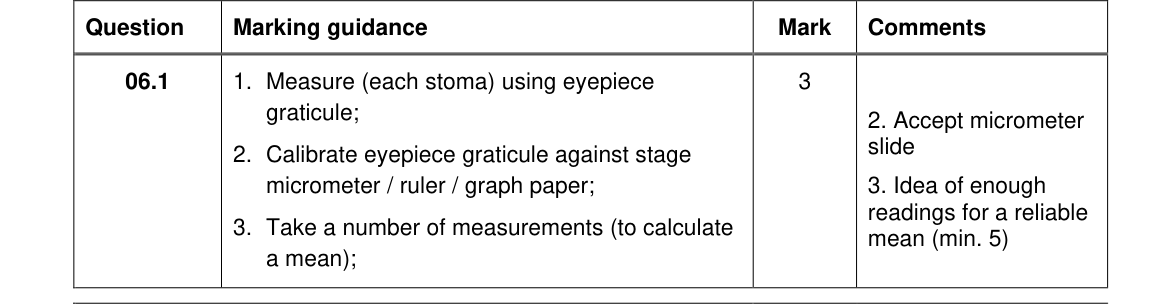 Question Marking guidance Mark Comments
06.1 1. Measure (each stoma) using eyepiece 3
graticule;
2. Calibrate eyepiece graticule against stage
micrometer / ruler / graph paper;
3. Take a number of measurements (to calculate
a mean);
2. Accept micrometer
slide
3. Idea of enough
readings for a reliable
mean (min. 5)